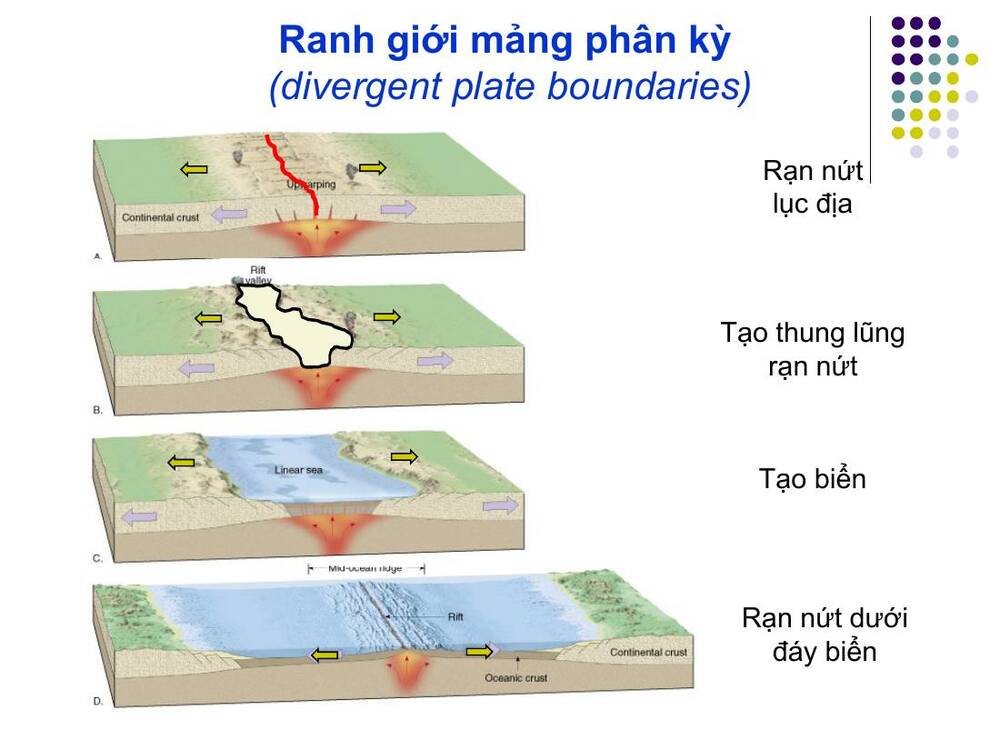 Ranh giới mảng phân kỳ
(divergent plate boundaries)
Upwarping
Continental crust
A.
Rạn nứt
lục địa
Rift
valley
B.
Tạo thung lũng
rạn nứt
Linear sea
C.
Tạo biển
Mid-ocean ridge
Rift
Continental crust
Oceanic crust
D.
Rạn nứt dưới
đáy biển